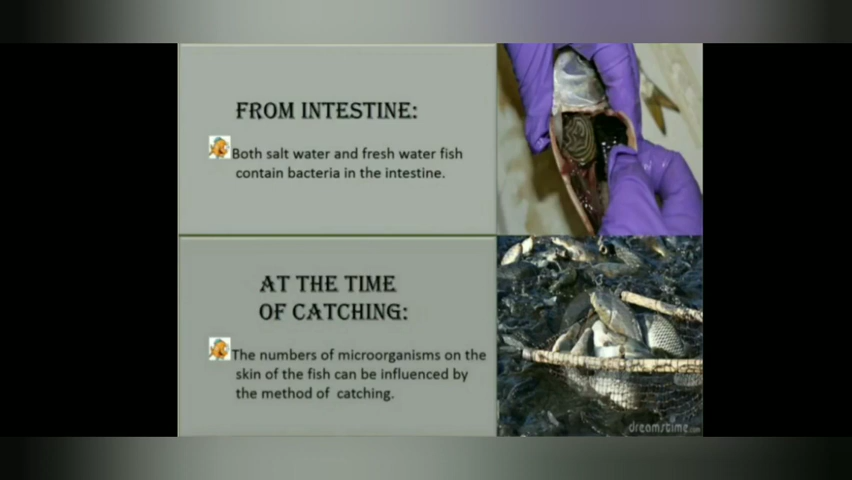 FROM INTESTINE:
Both salt water and fresh water fish
contain bacteria in the intestine.
AT THE TIME
OF CATCHING:
The numbers of microorganisms on the
skin of the fish can be influenced by
the method of catching.
dreamstime.com